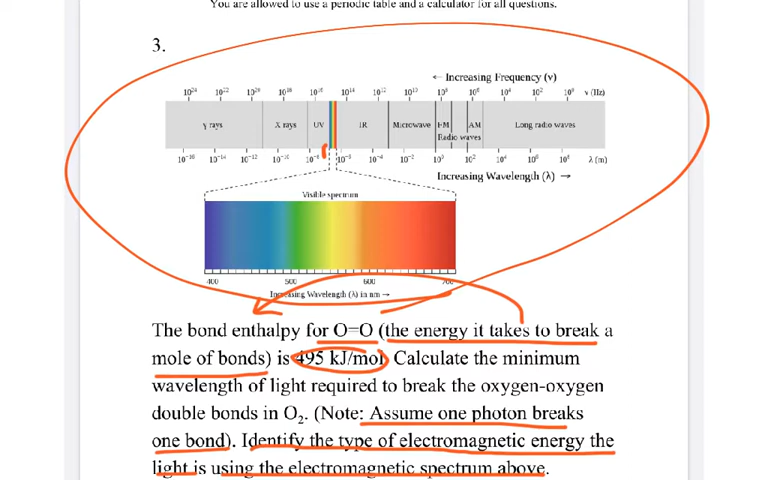 You are allowed to use a periodic table and a calculator for all questions.
3.
← Increasing Frequency (ν)
10²⁴ 10²² 10²⁰ 10¹⁸ 10¹⁶ 10¹⁴ 10¹² 10¹⁰ 10⁸ 10⁶ 10⁴ 10² 10⁰ ν (Hz)
γ rays X rays UV IR Microwave FM AM Long radio waves
Radio waves
10⁻¹⁶ 10⁻¹⁴ 10⁻¹² 10⁻¹⁰ 10⁻⁸ 10⁻⁴ 10⁻² 10⁰ 10² 10⁴ 10⁶ 10⁸ λ (m)
Increasing Wavelength (λ) →
Visible spectrum
400 500 600 700
Increasing Wavelength (λ) in nm →
The bond enthalpy for O=O (the energy it takes to break a
mole of bonds) is 495 kJ/mol. Calculate the minimum
wavelength of light required to break the oxygen-oxygen
double bonds in O₂. (Note: Assume one photon breaks
one bond). Identify the type of electromagnetic energy the
light is using the electromagnetic spectrum above.